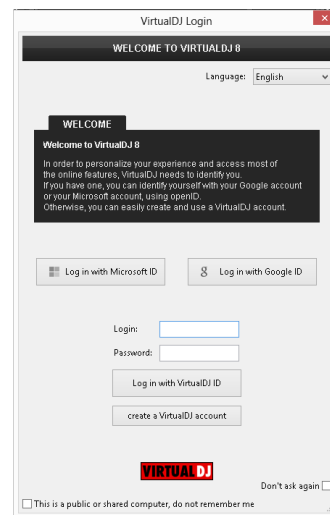 VirtualDJ Login
WELCOME TO VIRTUALDJ 8
Language: English
WELCOME
Welcome to VirtualDJ 8
In order to personalize your experience and access most of
the online features, VirtualDJ needs to identify you.
If you have one, you can identify yourself with your Google account
or your Microsoft account, using openID.
Otherwise, you can easily create and use a VirtualDJ account.
Log in with Microsoft ID
g Log in with Google ID
Login:
Password:
Log in with VirtualDJ ID
create a VirtualDJ account
VIRTUAL DJ
Don't ask again
This is a public or shared computer, do not remember me